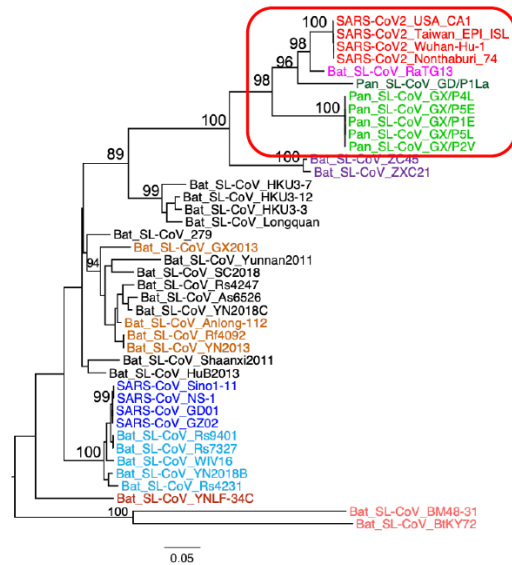 100
SARS-CoV2_USA_CA1
SARS-CoV2_Taiwan_EPI_ISL
98
SARS-CoV2_Wuhan-Hu-1
96
SARS-CoV2_Nonthaburi_74
98
Bat_SL-CoV_RaTG13
Pan_SL-CoV_GD/P1La
Pan_SL-CoV_GX/P4L
Pan_SL-CoV_GX/P5E
100
Pan_SL-CoV_GX/P1E
100
Pan_SL-CoV_GX/P5L
Pan_SL-CoV_GX/P2V
89
100
Bat_SL-CoV_ZC45
Bat_SL-CoV_ZXC21
99
Bat_SL-CoV_HKU3-7
Bat_SL-CoV_HKU3-12
Bat_SL-CoV_HKU3-3
Bat_SL-CoV_Longquan
Bat_SL-CoV_279
94
Bat_SL-CoV_GX2013
Bat_SL-CoV_Yunnan2011
Bat_SL-CoV_SC2018
Bat_SL-CoV_Rs4247
Bat_SL-CoV_As6526
Bat_SL-CoV_YN2018C
Bat_SL-CoV_Anlong-112
Bat_SL-CoV_Rf4092
Bat_SL-CoV_YN2013
Bat_SL-CoV_Shaanxi2011
Bat_SL-CoV_HuB2013
99
SARS-CoV_Sino1-11
SARS-CoV_NS-1
SARS-CoV_GD01
SARS-CoV_GZ02
100
Bat_SL-CoV_Rs9401
Bat_SL-CoV_Rs7327
Bat_SL-CoV_WIV16
Bat_SL-CoV_YN2018B
Bat_SL-CoV_Rs4231
Bat_SL-CoV_YNLF-34C
100
Bat_SL-CoV_BM48-31
Bat_SL-CoV_BtKY72
0.05